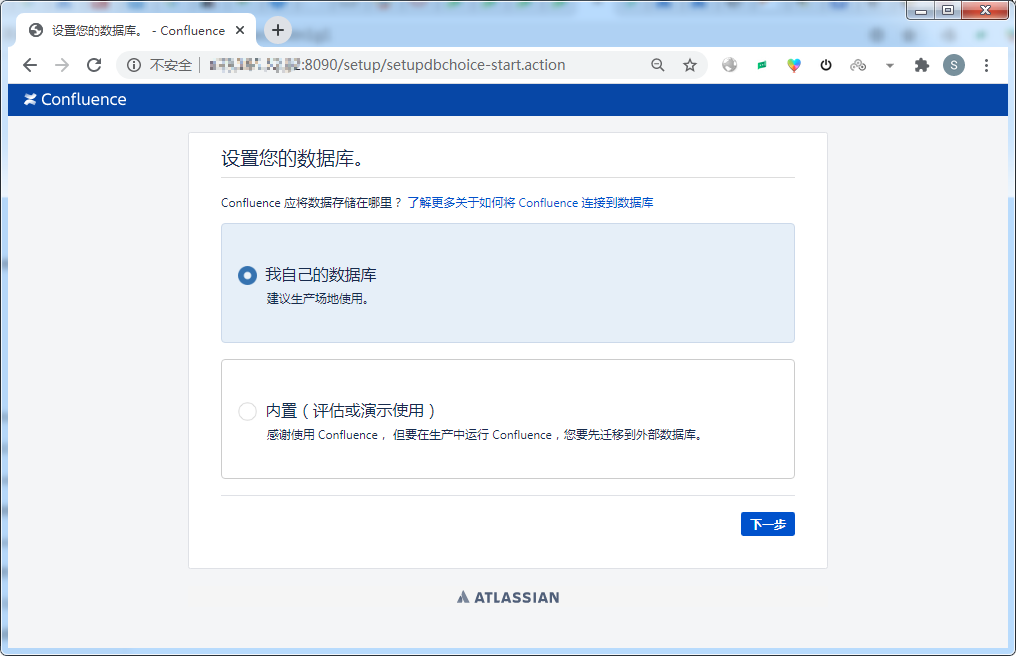 设置您的数据库。 - Confluence
不安全
:8090/setup/setupdbchoice-start.action
S
Confluence
设置您的数据库。
Confluence 应将数据存储在哪里？ 了解更多关于如何将 Confluence 连接到数据库
我自己的数据库
建议生产场地使用。
内置（评估或演示使用）
感谢使用 Confluence， 但要在生产中运行 Confluence，您要先迁移到外部数据库。
下一步
ATLASSIAN